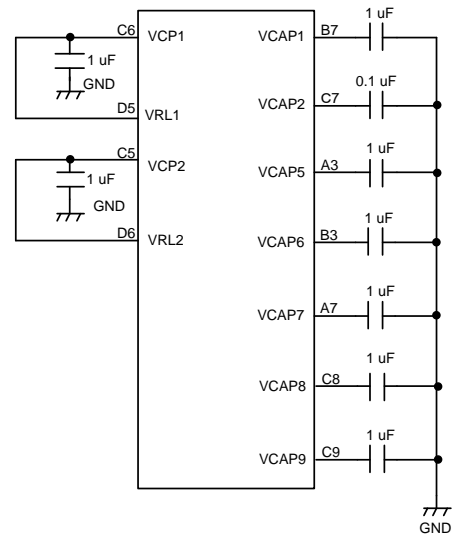 1 uF
C6 VCP1 VCAP1 B7
1 uF
GND
0.1 uF
D5 VRL1 VCAP2 C7
1 uF
C5 VCP2 VCAP5 A3
1 uF
GND
1 uF
D6 VRL2 VCAP6 B3
1 uF
VCAP7 A7
1 uF
VCAP8 C8
1 uF
VCAP9 C9
GND